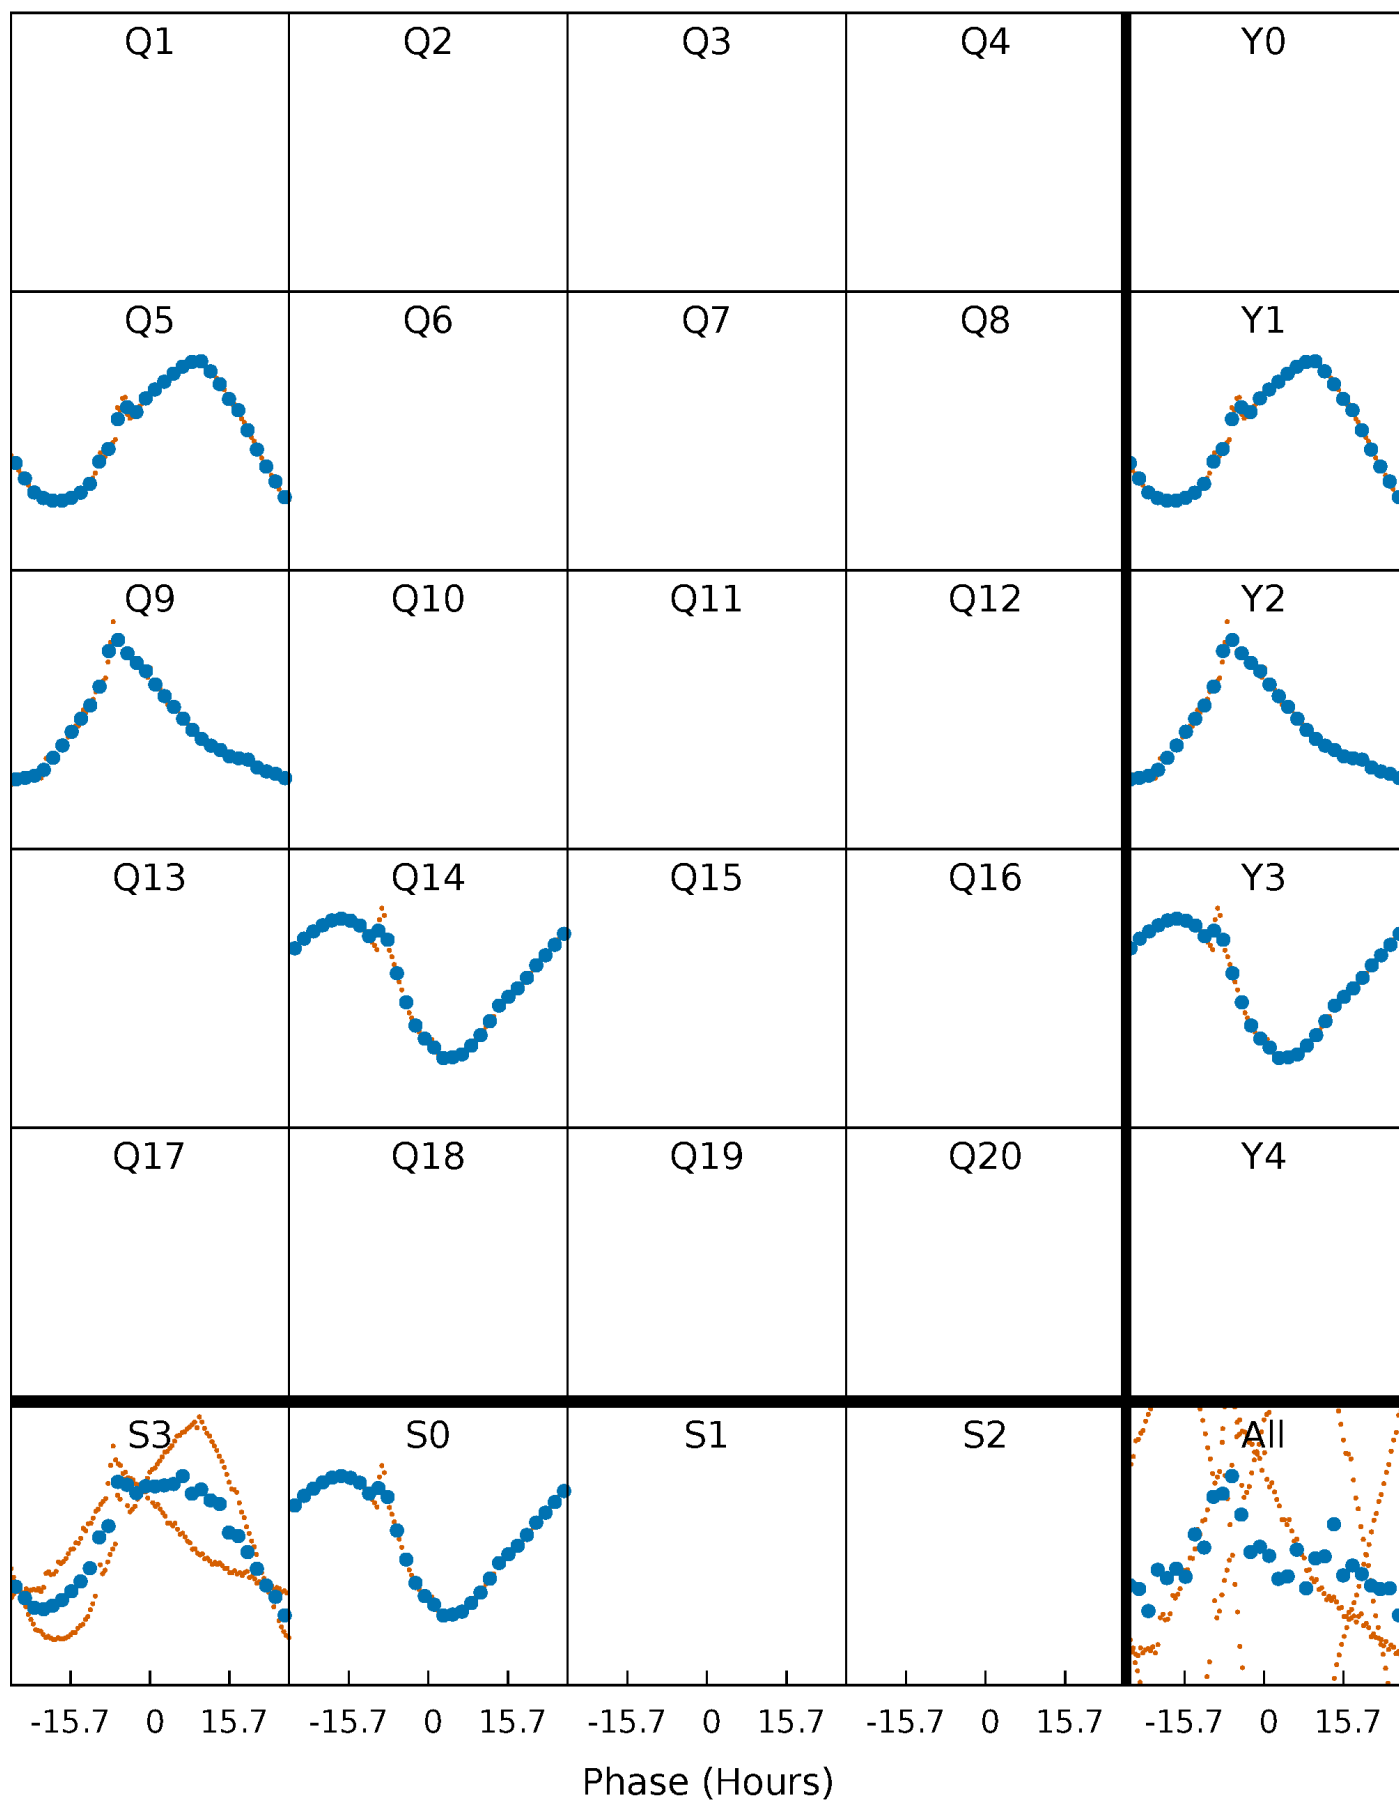 Q1 Q2 Q3 Q4 Y0
Q5 Q6 Q7 Q8 Y1
Q9 Q10 Q11 Q12 Y2
Q13 Q14 Q15 Q16 Y3
Q17 Q18 Q19 Q20 Y4
S3 S0 S1 S2 All
-15.7 0 15.7 -15.7 0 15.7 -15.7 0 15.7 -15.7 0 15.7 -15.7 0 15.7
Phase (Hours)